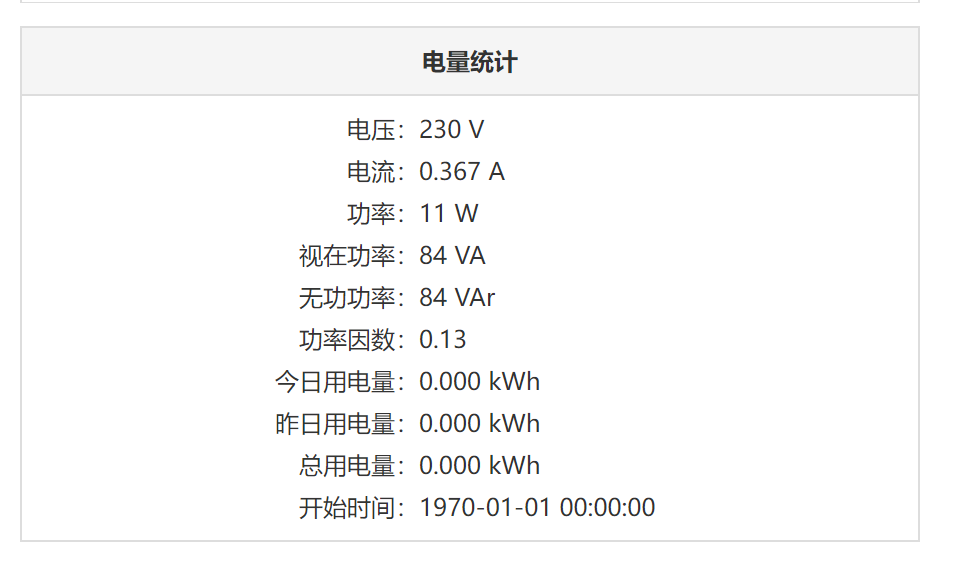 电量统计
电压：230 V
电流：0.367 A
功率：11 W
视在功率：84 VA
无功功率：84 VAr
功率因数：0.13
今日用电量：0.000 kWh
昨日用电量：0.000 kWh
总用电量：0.000 kWh
开始时间：1970-01-01 00:00:00